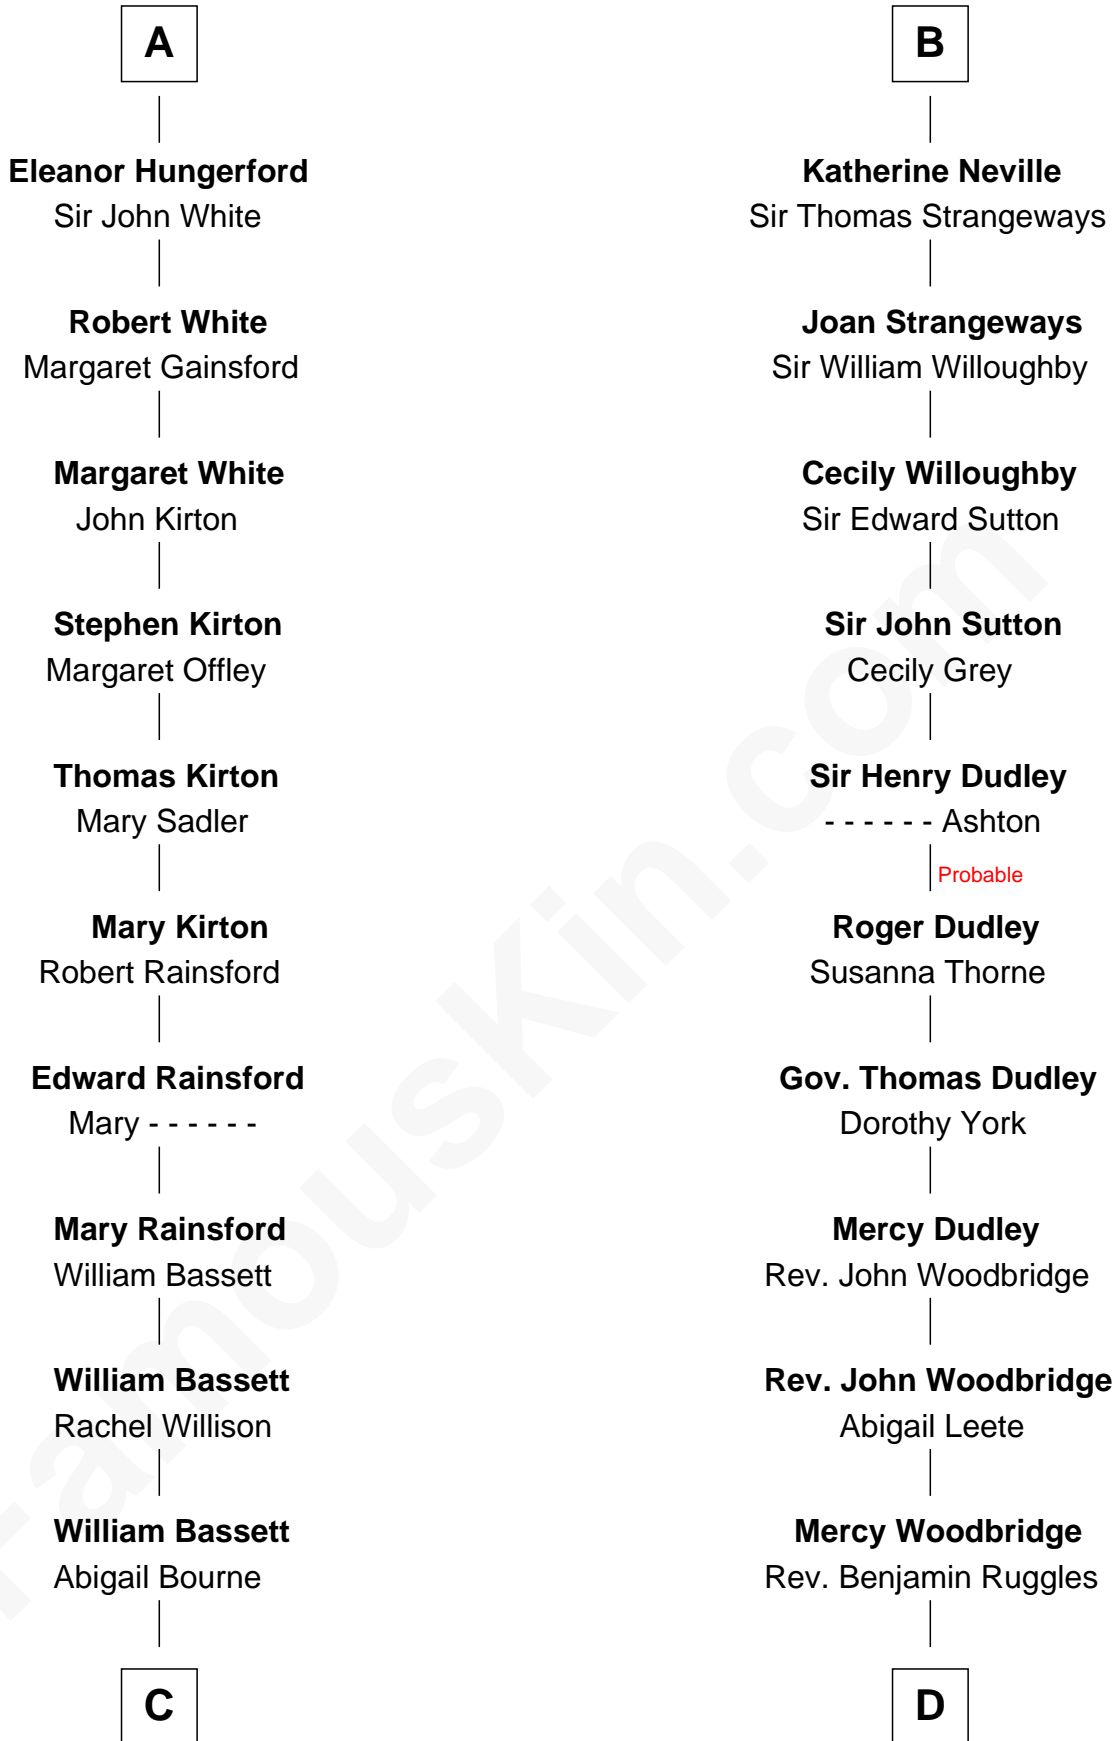 A
Eleanor Hungerford
Sir John White
Robert White
Margaret Gainsford
Margaret White
John Kirton
Stephen Kirton
Margaret Offley
Thomas Kirton
Mary Sadler
Mary Kirton
Robert Rainsford
Edward Rainsford
Mary - - - - - -
Mary Rainsford
William Bassett
William Bassett
Rachel Willison
William Bassett
Abigail Bourne
C
B
Katherine Neville
Sir Thomas Strangeways
Joan Strangeways
Sir William Willoughby
Cecily Willoughby
Sir Edward Sutton
Sir John Sutton
Cecily Grey
Sir Henry Dudley
- - - - - - Ashton
Probable
Roger Dudley
Susanna Thorne
Gov. Thomas Dudley
Dorothy York
Mercy Dudley
Rev. John Woodbridge
Rev. John Woodbridge
Abigail Leete
Mercy Woodbridge
Rev. Benjamin Ruggles
D
FamousKin.com